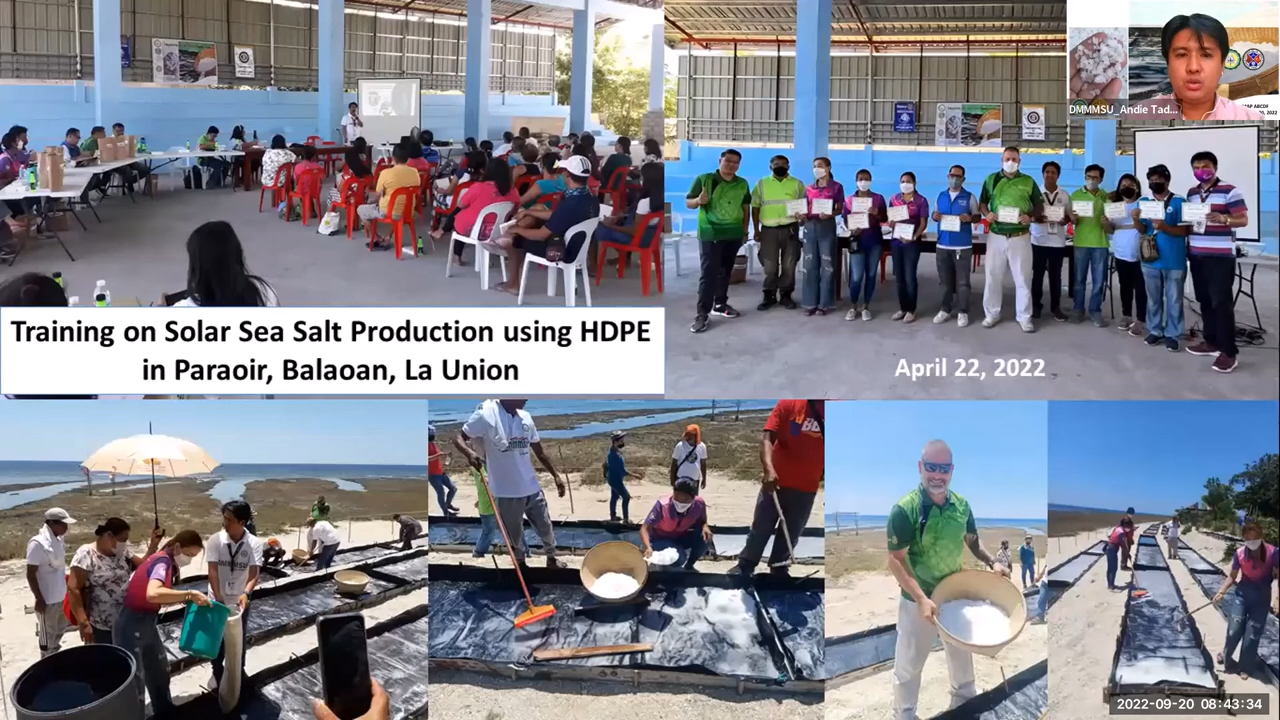 DMMMSU_Andie Tad...
Training on Solar Sea Salt Production using HDPE
in Paraoir, Balaoan, La Union
April 22, 2022
2022-09-20 08:43:34